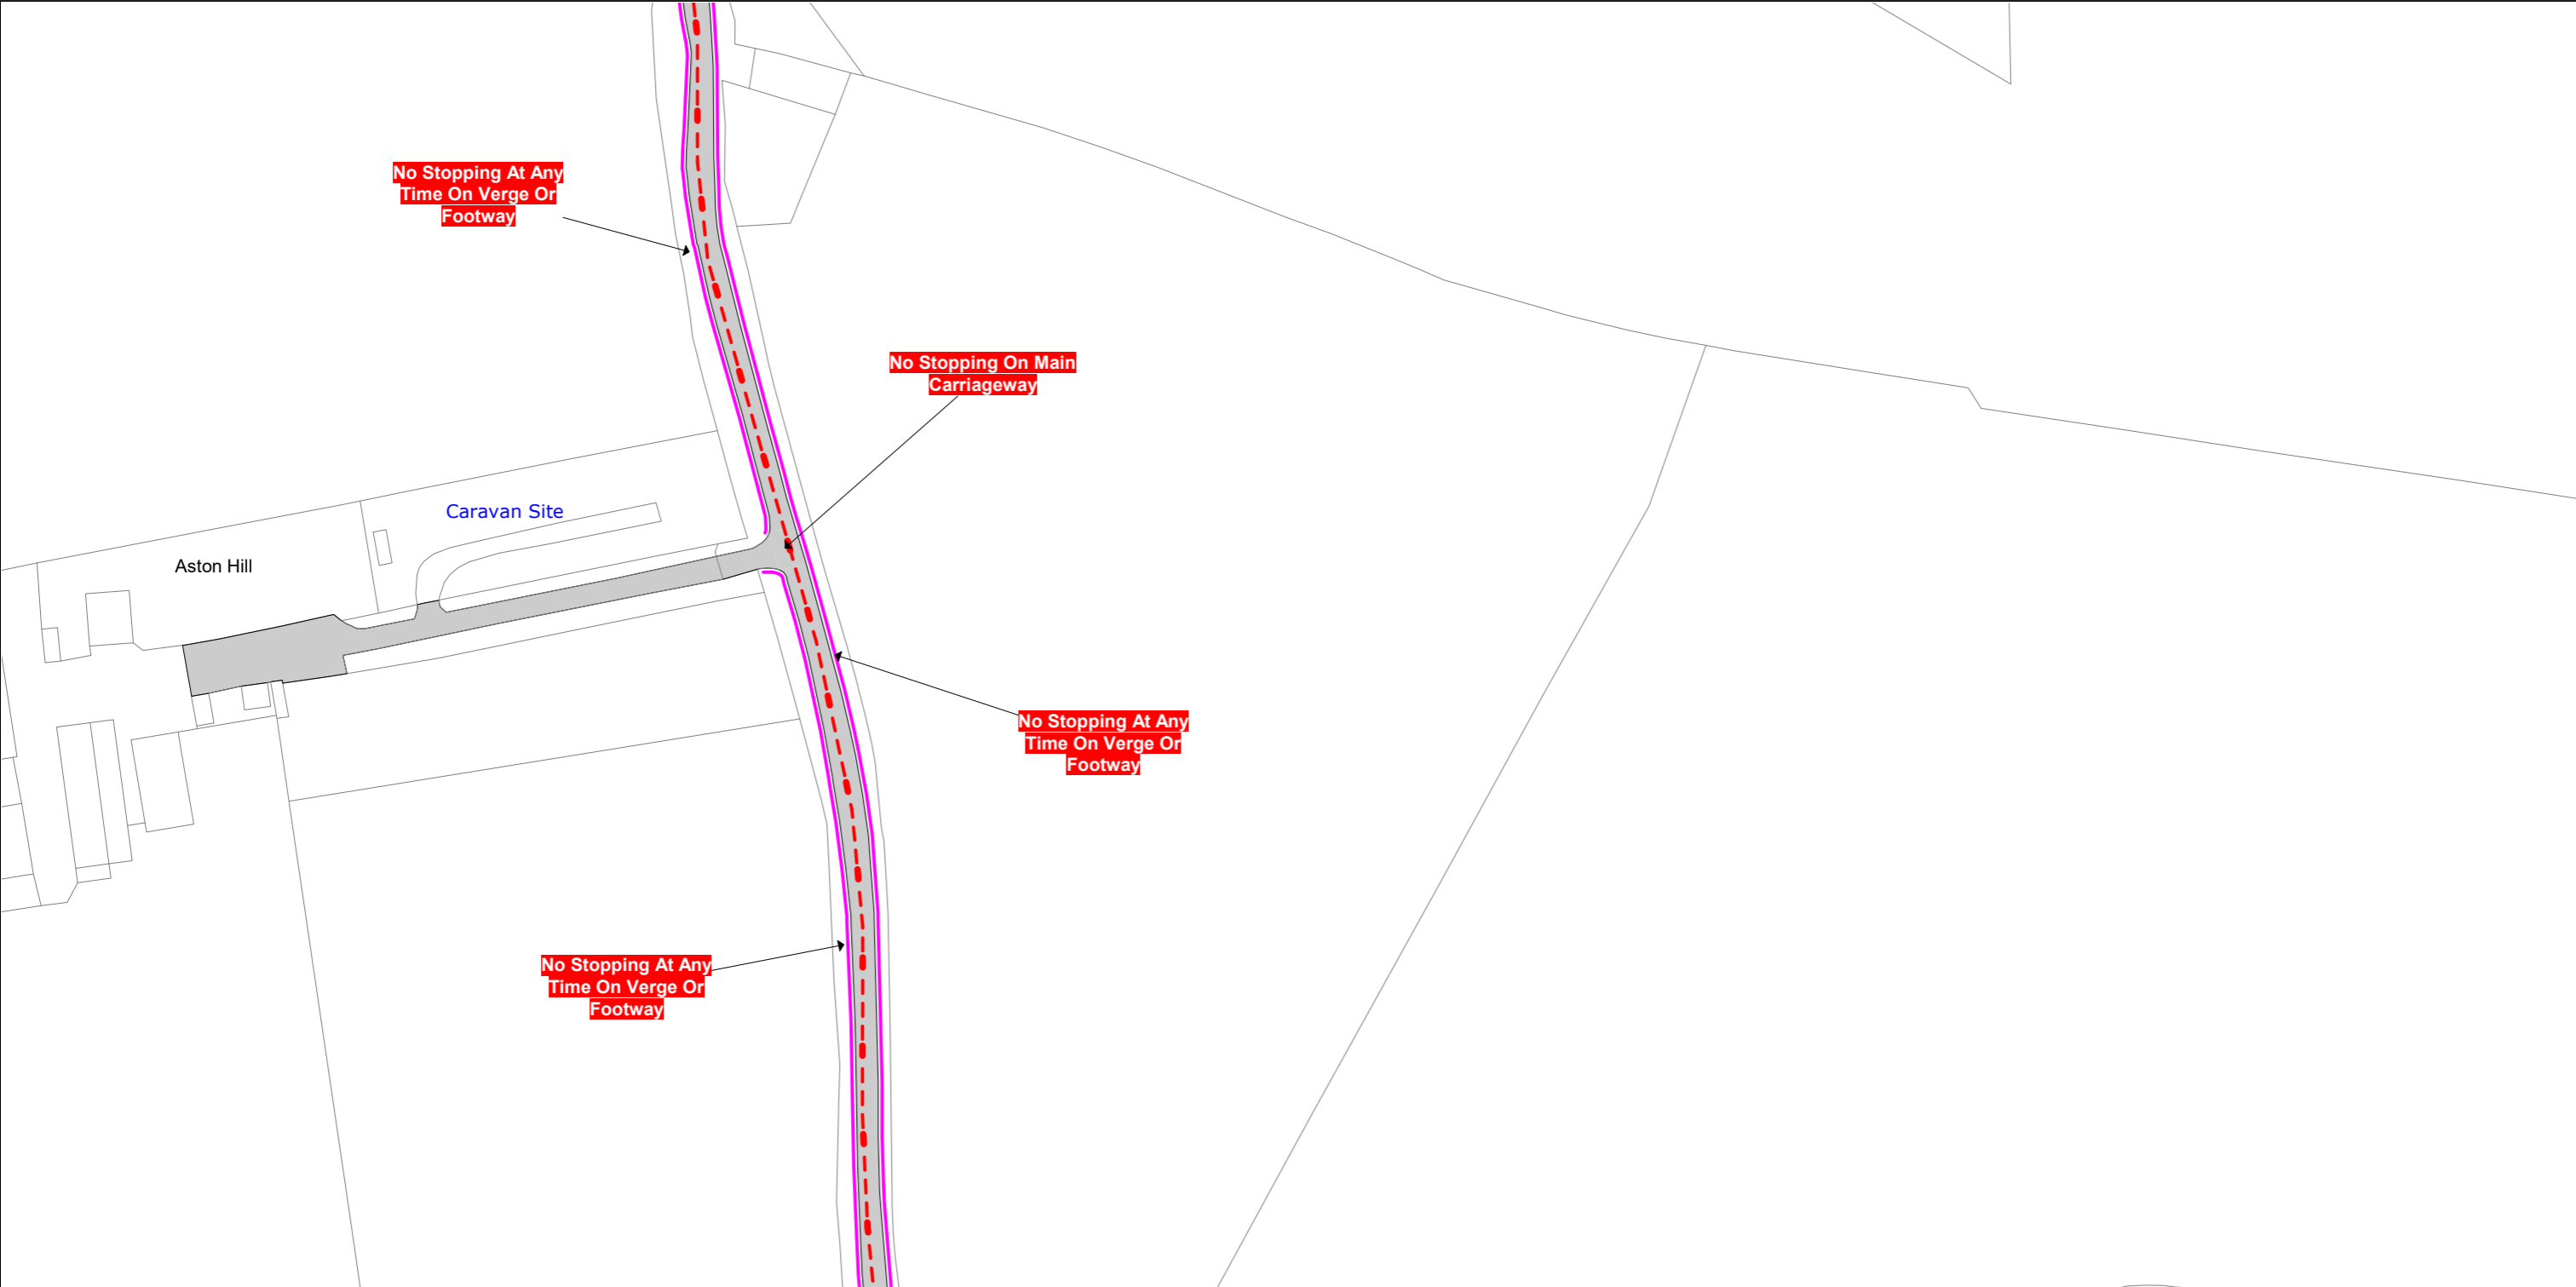 No Stopping At Any
Time On Verge Or
Footway
No Stopping On Main
Carriageway
Caravan Site
Aston Hill
No Stopping At Any
Time On Verge Or
Footway
No Stopping At Any
Time On Verge Or
Footway